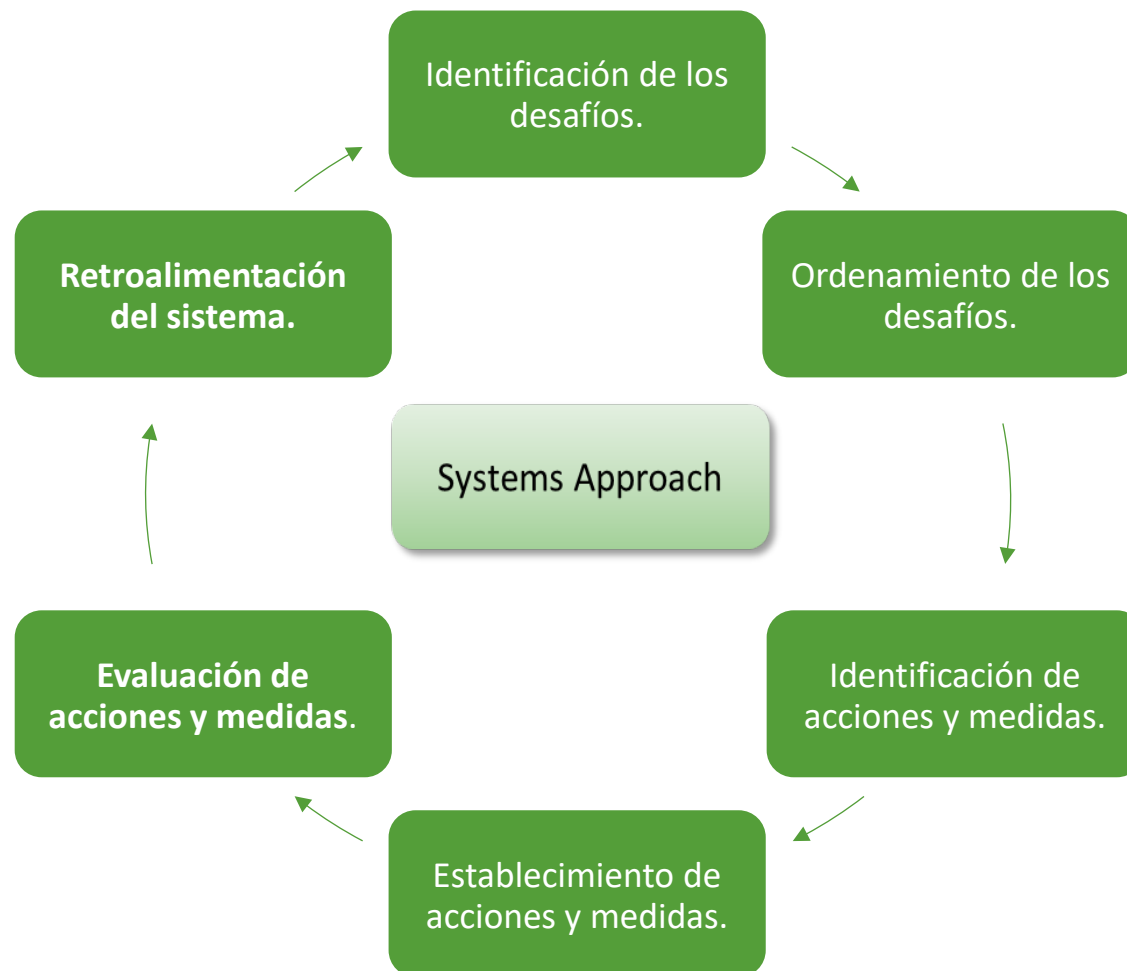 Identificación de los
desafíos.
Ordenamiento de los
desafíos.
Identificación de
acciones y medidas.
Establecimiento de
acciones y medidas.
Evaluación de
acciones y medidas.
Retroalimentación
del sistema.
Systems Approach